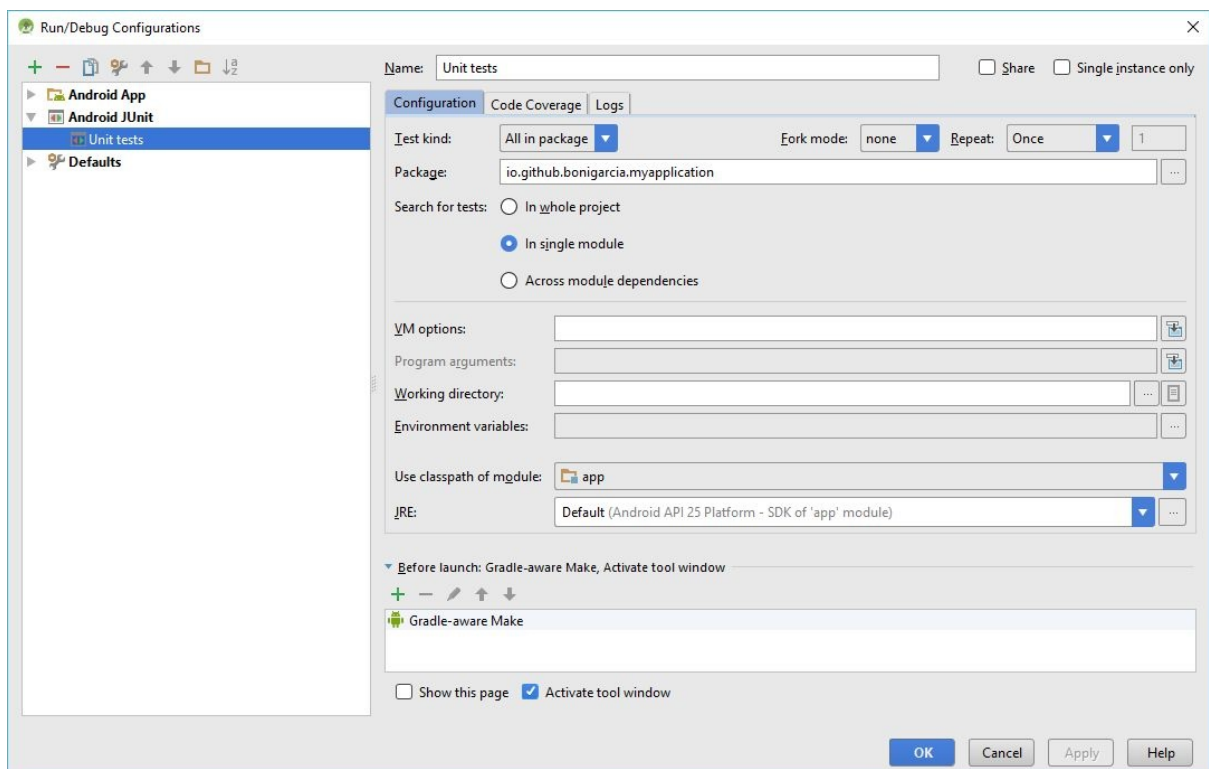 Run/Debug Configurations
Android App
Android JUnit
Unit tests
Defaults
Name: Unit tests Share Single instance only
Configuration Code Coverage Logs
Test kind: All in package Fork mode: none Repeat: Once 1
Package: io.github.bonigarcia.myapplication ...
Search for tests: In whole project
In single module
Across module dependencies
VM options:
Program arguments:
Working directory: ...
Environment variables: ...
Use classpath of module: app
JRE: Default (Android API 25 Platform - SDK of 'app' module) ...
Before launch: Gradle-aware Make, Activate tool window
Gradle-aware Make
Show this page Activate tool window
OK Cancel Apply Help